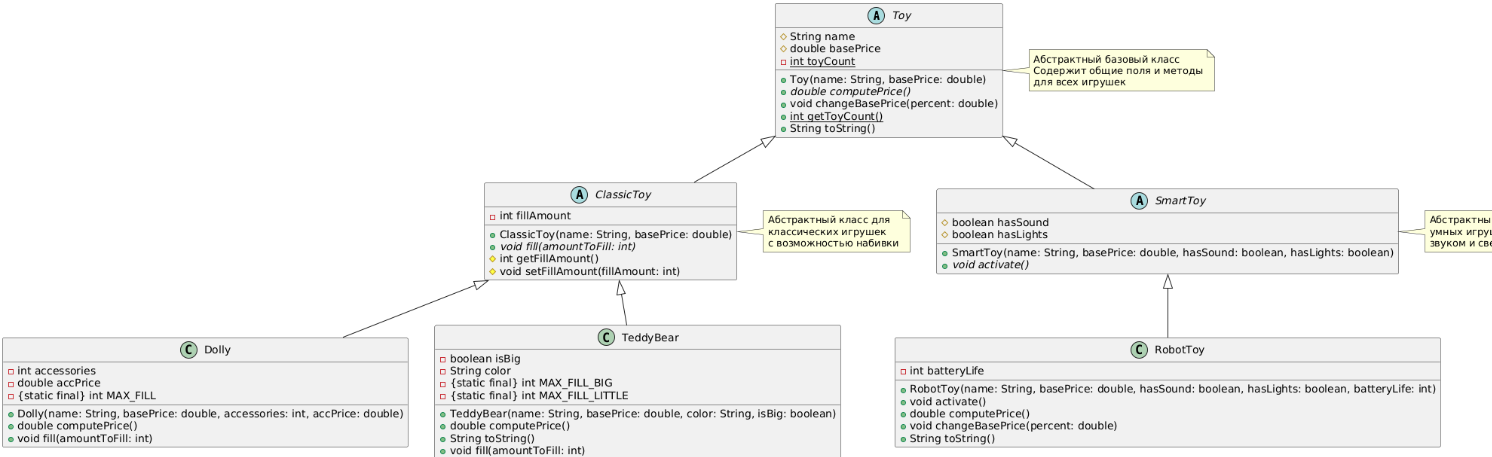 A Toy
String name
double basePrice
int toyCount
Toy(name: String, basePrice: double)
double computePrice()
void changeBasePrice(percent: double)
int getToyCount()
String toString()
Абстрактный базовый класс
Содержит общие поля и методы
для всех игрушек
A ClassicToy
int fillAmount
ClassicToy(name: String, basePrice: double)
void fill(amountToFill: int)
int getFillAmount()
void setFillAmount(fillAmount: int)
Абстрактный класс для
классических игрушек
с возможностью набивки
A SmartToy
boolean hasSound
boolean hasLights
SmartToy(name: String, basePrice: double, hasSound: boolean, hasLights: boolean)
void activate()
Абстрактны
умных игру
звуком и све
C Dolly
int accessories
double accPrice
{static final} int MAX_FILL
Dolly(name: String, basePrice: double, accessories: int, accPrice: double)
double computePrice()
void fill(amountToFill: int)
C TeddyBear
boolean isBig
String color
{static final} int MAX_FILL_BIG
{static final} int MAX_FILL_LITTLE
TeddyBear(name: String, basePrice: double, color: String, isBig: boolean)
double computePrice()
String toString()
void fill(amountToFill: int)
C RobotToy
int batteryLife
RobotToy(name: String, basePrice: double, hasSound: boolean, hasLights: boolean, batteryLife: int)
void activate()
double computePrice()
void changeBasePrice(percent: double)
String toString()